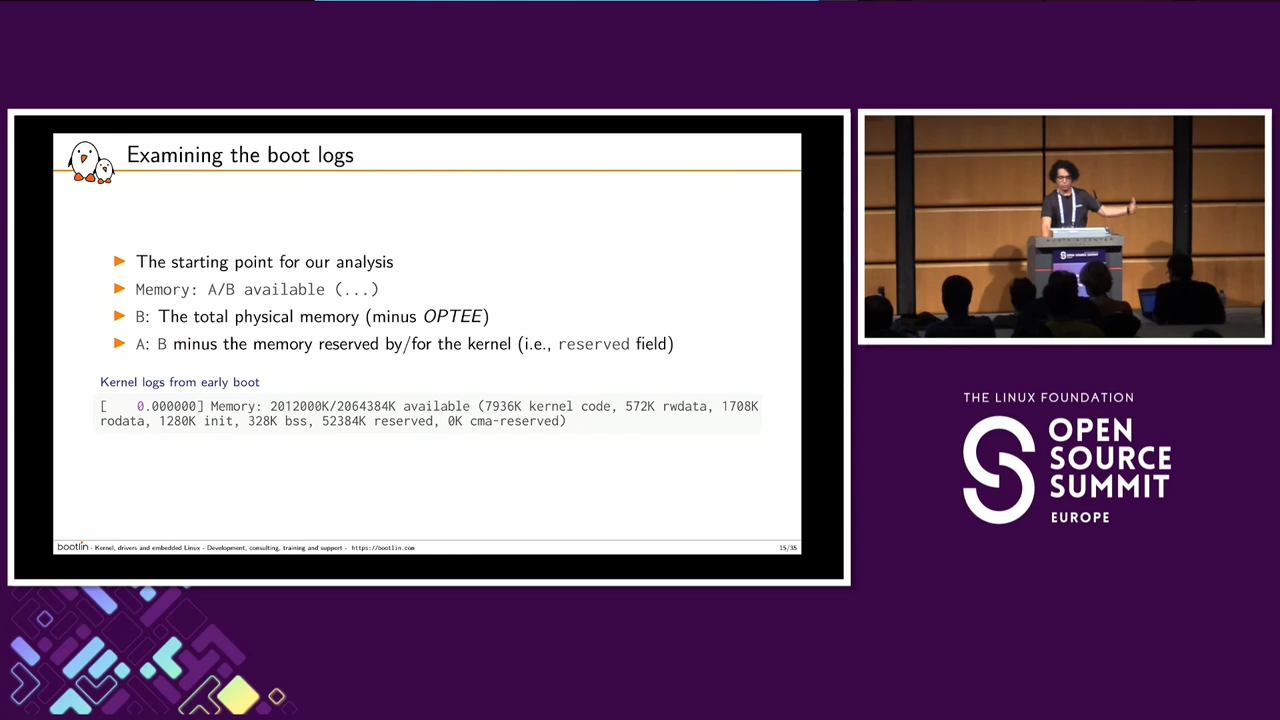 Examining the boot logs
The starting point for our analysis
Memory: A/B available (...)
B: The total physical memory (minus OPTEE)
A: B minus the memory reserved by/for the kernel (i.e., reserved field)
Kernel logs from early boot
[    0.000000] Memory: 2012000K/2064384K available (7936K kernel code, 572K rwdata, 1708K
rodata, 1280K init, 328K bss, 52384K reserved, 0K cma-reserved)
bootlin - Kernel, drivers and embedded Linux - Development, consulting, training and support - https://bootlin.com
15/35
THE LINUX FOUNDATION
OPEN
SOURCE
SUMMIT
EUROPE